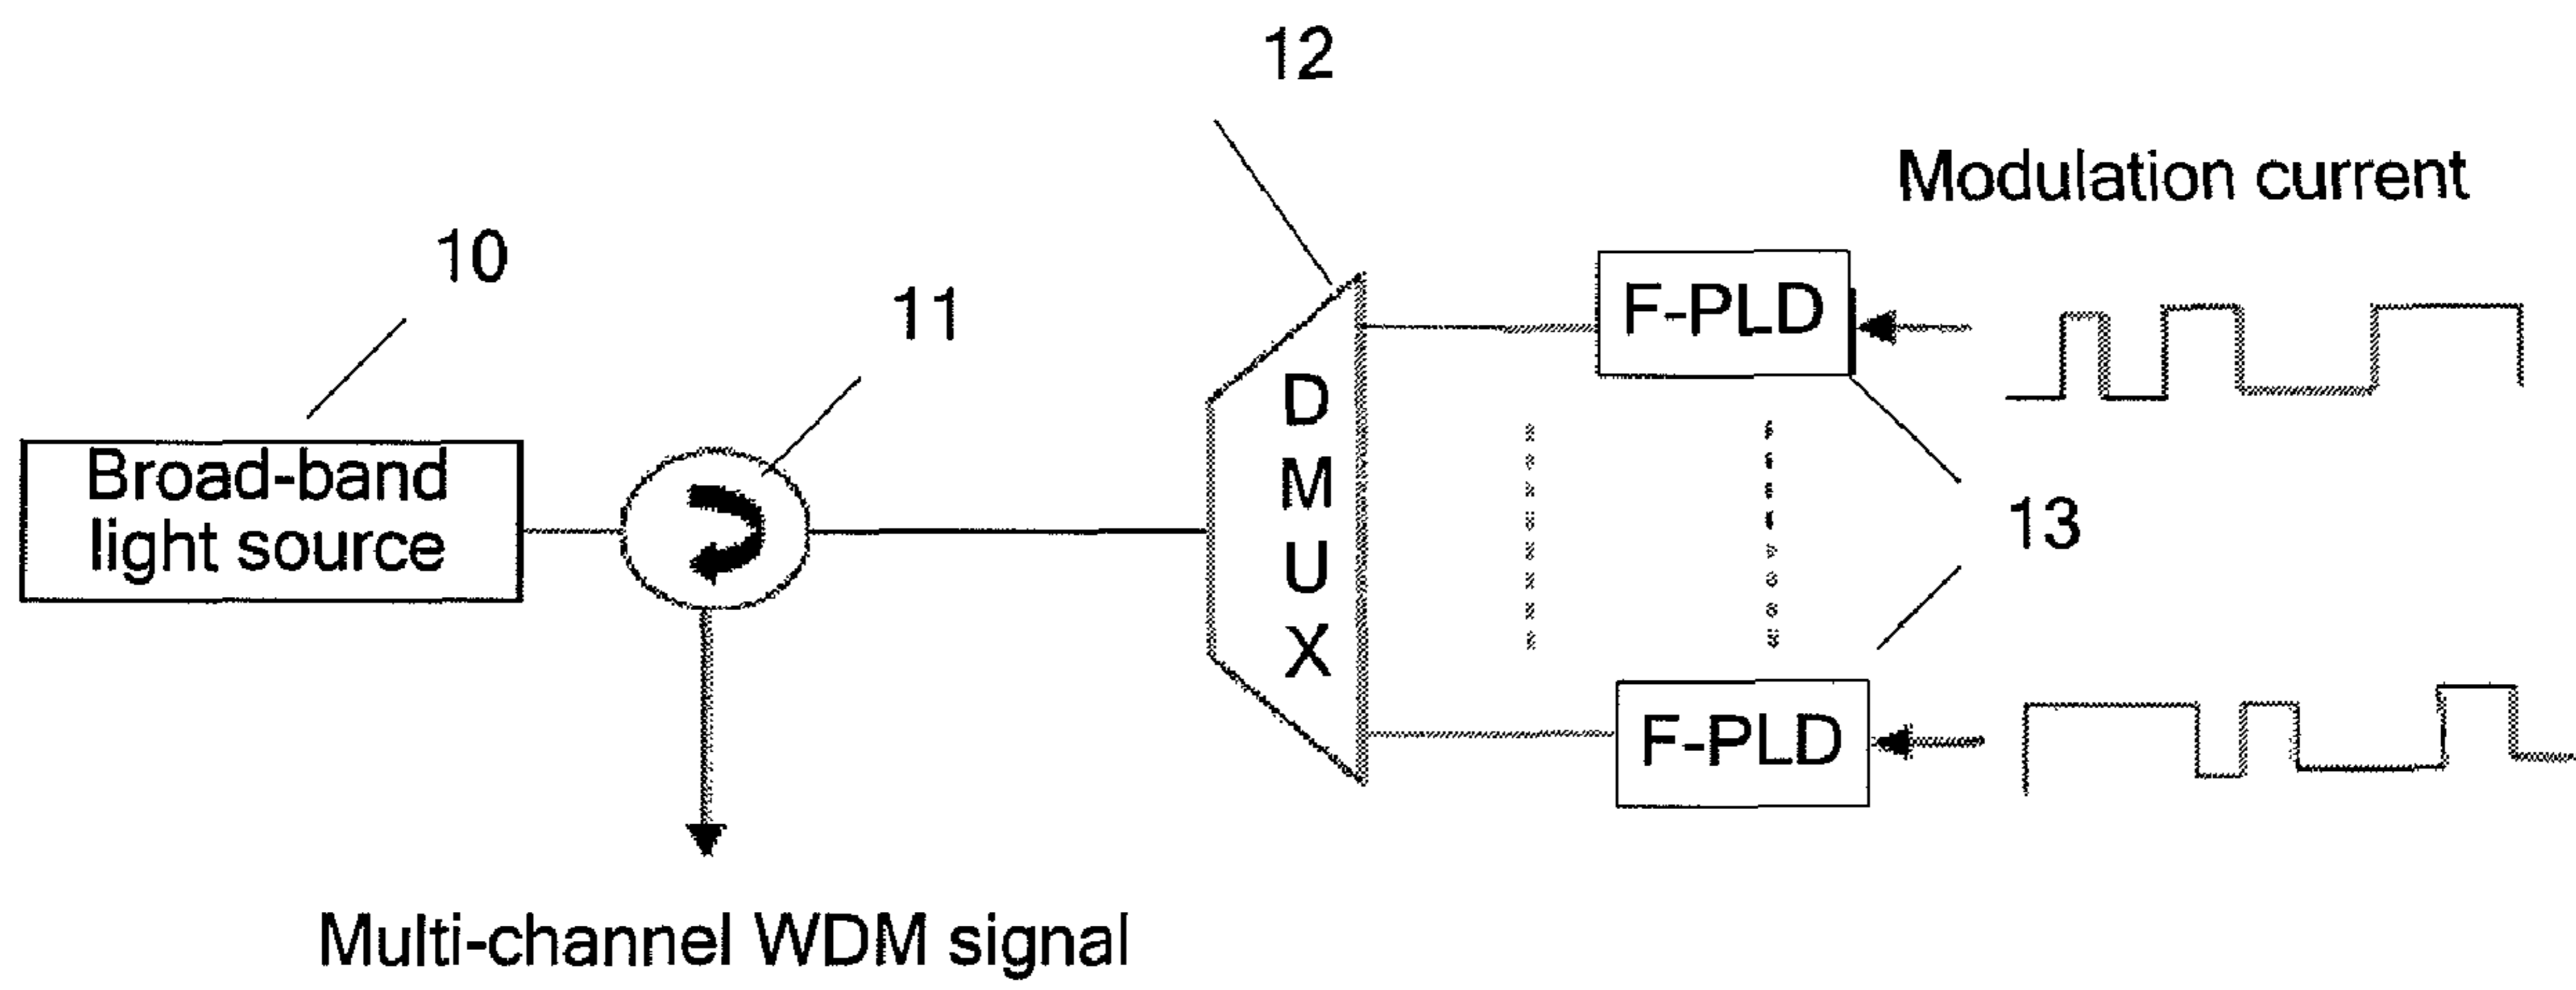 12
Modulation current
10
11
F-PLD
Broad-band
light source
D
M
U
X
13
F-PLD
Multi-channel WDM signal